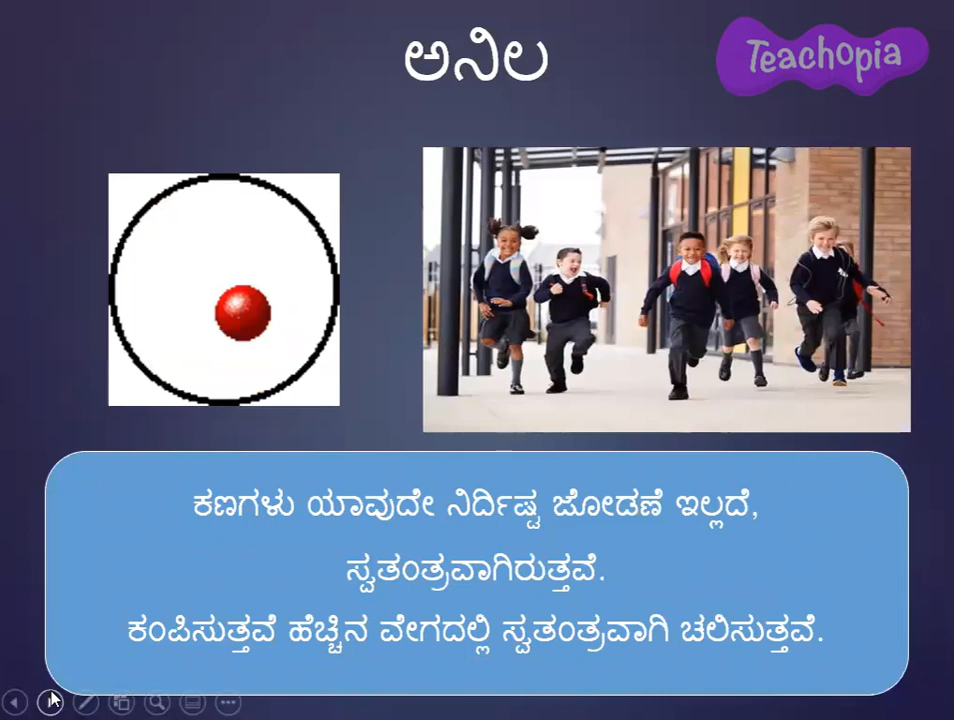 ಅನಿಲ
Teachopia
ಕಣಗಳು ಯಾವುದೇ ನಿರ್ದಿಷ್ಟ ಜೋಡಣೆ ಇಲ್ಲದೆ,
ಸ್ವತಂತ್ರವಾಗಿರುತ್ತವೆ.
ಕಂಪಿಸುತ್ತವೆ ಹೆಚ್ಚಿನ ವೇಗದಲ್ಲಿ ಸ್ವತಂತ್ರವಾಗಿ ಚಲಿಸುತ್ತವೆ.